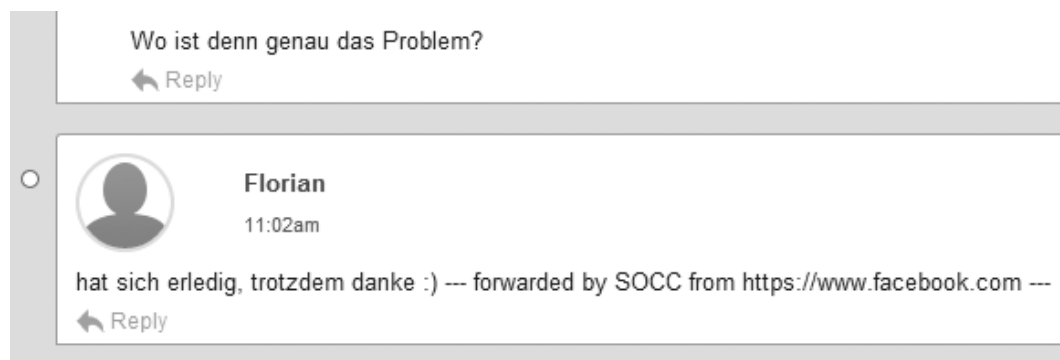 Wo ist denn genau das Problem?
Reply
Florian
11:02am
hat sich erledig, trotzdem danke :) --- forwarded by SOCC from https://www.facebook.com ---
Reply